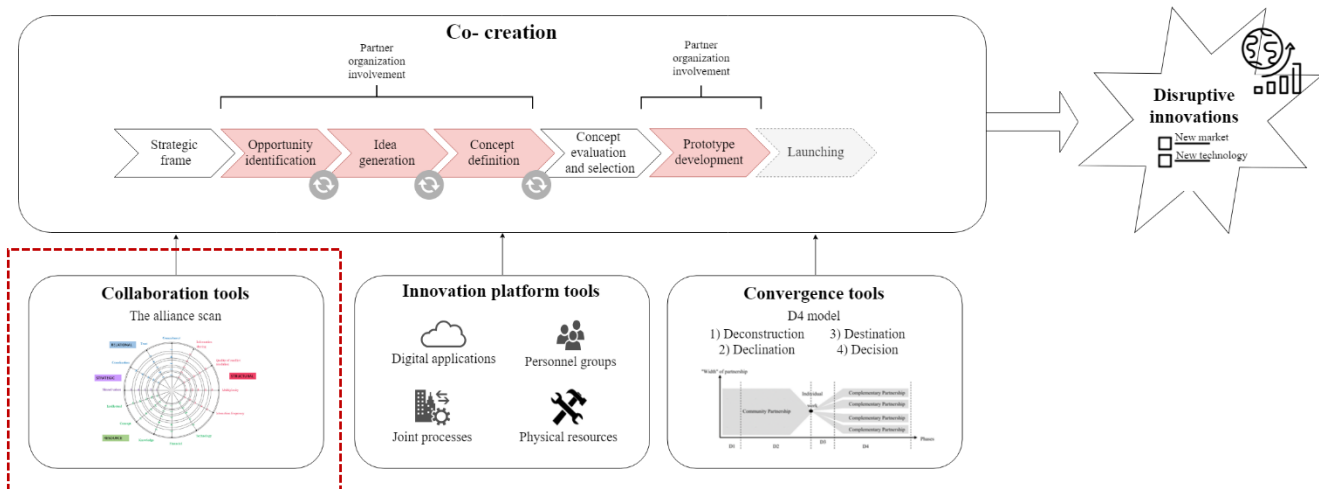 Co- creation
Partner
organization
involvement
Partner
organization
involvement
Strategic
frame
Opportunity
identification
Idea
generation
Concept
definition
Concept
evaluation
and selection
Prototype
development
Launching
Disruptive
innovations
New market
New technology
Collaboration tools
The alliance scan
Innovation platform tools
Digital applications
Personnel groups
Joint processes
Physical resources
Convergence tools
D4 model
1) Deconstruction
3) Destination
2) Declination
4) Decision
"Width" of partnership
Community Partnership
Individual
work
Complementary Partnership
Complementary Partnership
Complementary Partnership
Complementary Partnership
Phases
D1
D2
D3
D4